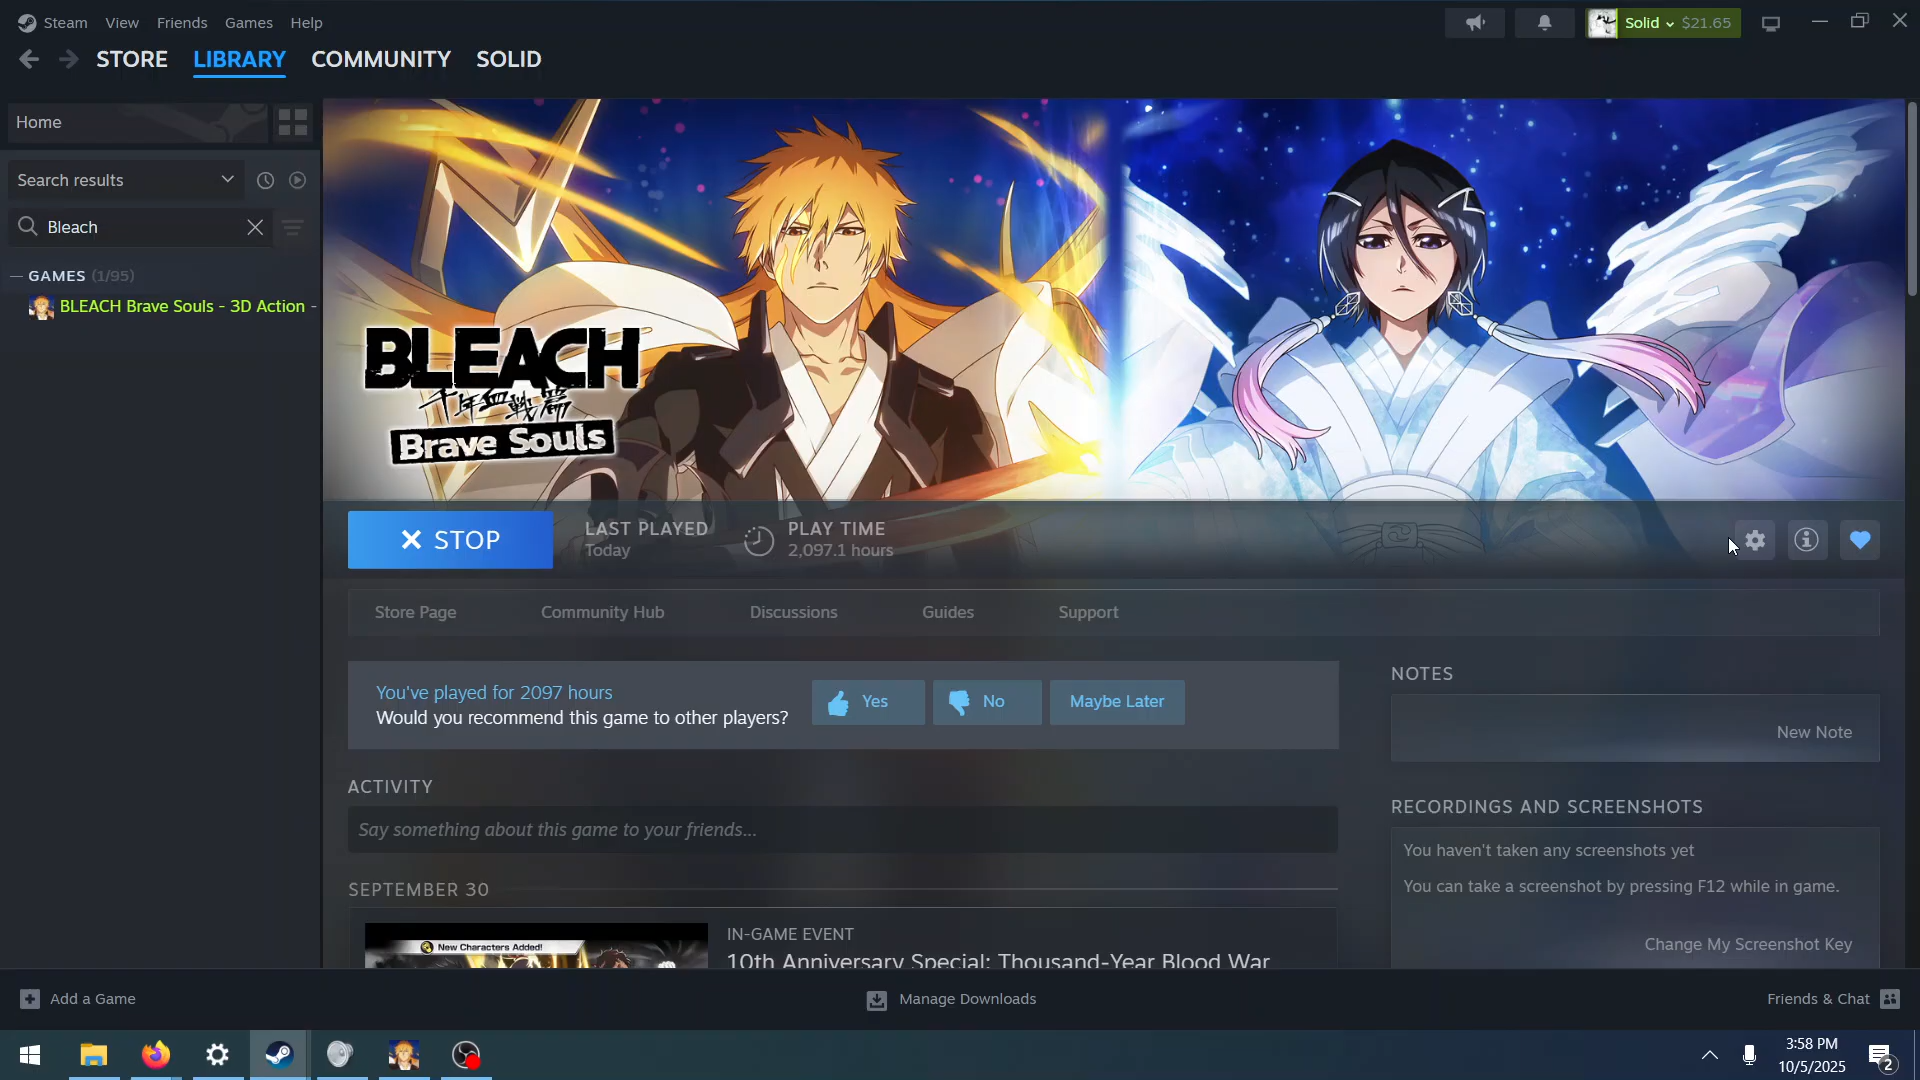 Steam View Friends Games Help
Solid $21.65
STORE LIBRARY COMMUNITY SOLID
Home
Search results
Bleach
GAMES (1/95)
BLEACH Brave Souls - 3D Action -
BLEACH
千年血戦篇
Brave Souls
STOP
LAST PLAYED
Today
PLAY TIME
2,097.1 hours
Store Page Community Hub Discussions Guides Support
You've played for 2097 hours
Would you recommend this game to other players?
Yes
No
Maybe Later
NOTES
New Note
ACTIVITY
Say something about this game to your friends...
RECORDINGS AND SCREENSHOTS
You haven't taken any screenshots yet
You can take a screenshot by pressing F12 while in game.
Change My Screenshot Key
SEPTEMBER 30
New Characters Added!
IN-GAME EVENT
10th Anniversary Special: Thousand-Year Blood War
Add a Game
Manage Downloads
Friends & Chat
3:58 PM
10/5/2025
2